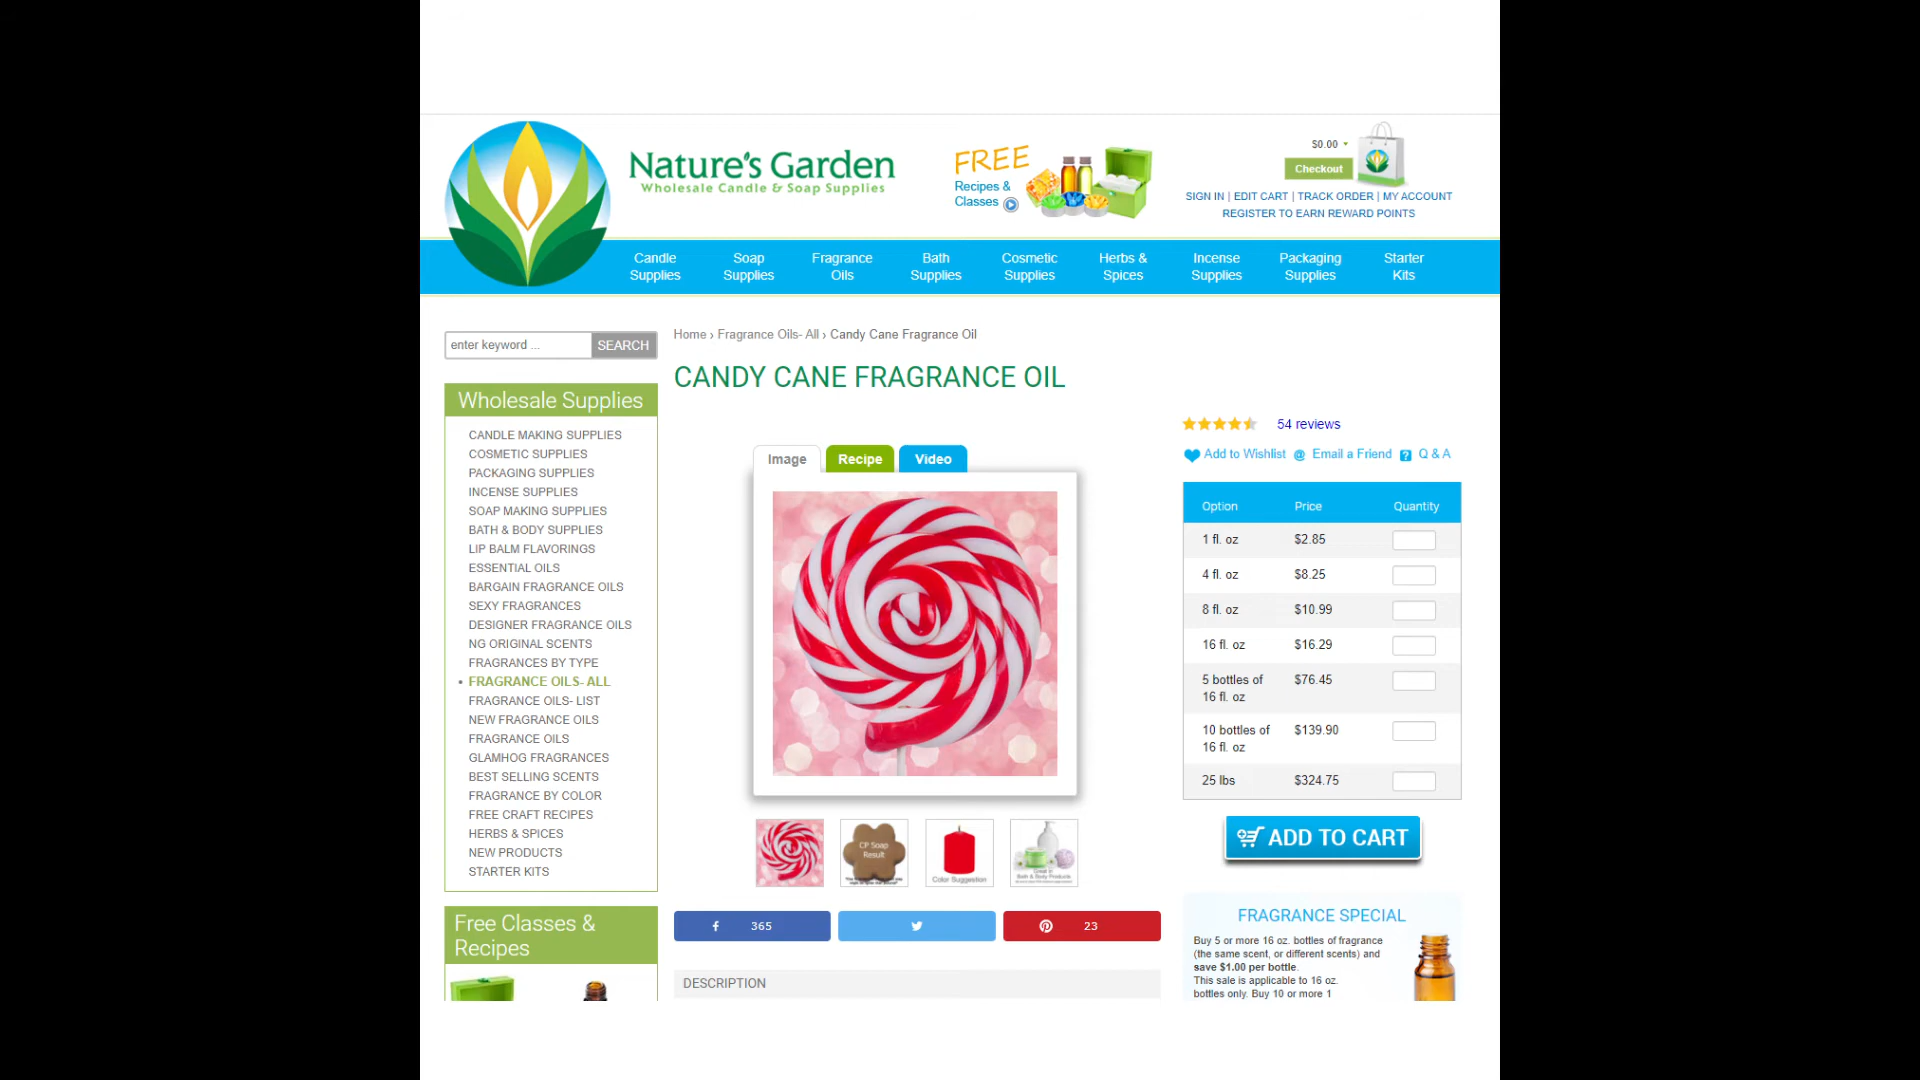 Nature's Garden
Wholesale Candle & Soap Supplies
FREE
Recipes &
Classes
$0.00
Checkout
SIGN IN | EDIT CART | TRACK ORDER | MY ACCOUNT
REGISTER TO EARN REWARD POINTS
Candle Supplies
Soap Supplies
Fragrance Oils
Bath Supplies
Cosmetic Supplies
Herbs & Spices
Incense Supplies
Packaging Supplies
Starter Kits
enter keyword ...
SEARCH
Home › Fragrance Oils- All › Candy Cane Fragrance Oil
CANDY CANE FRAGRANCE OIL
Wholesale Supplies
CANDLE MAKING SUPPLIES
COSMETIC SUPPLIES
PACKAGING SUPPLIES
INCENSE SUPPLIES
SOAP MAKING SUPPLIES
BATH & BODY SUPPLIES
LIP BALM FLAVORINGS
ESSENTIAL OILS
BARGAIN FRAGRANCE OILS
SEXY FRAGRANCES
DESIGNER FRAGRANCE OILS
NG ORIGINAL SCENTS
FRAGRANCES BY TYPE
• FRAGRANCE OILS- ALL
FRAGRANCE OILS- LIST
NEW FRAGRANCE OILS
FRAGRANCE OILS
GLAMHOG FRAGRANCES
BEST SELLING SCENTS
FRAGRANCE BY COLOR
FREE CRAFT RECIPES
HERBS & SPICES
NEW PRODUCTS
STARTER KITS
Free Classes &
Recipes
Image
Recipe
Video
CP Soap
Result
Color Suggestion
365
23
DESCRIPTION
54 reviews
Add to Wishlist @ Email a Friend ? Q & A
Option Price Quantity
1 fl. oz $2.85
4 fl. oz $8.25
8 fl. oz $10.99
16 fl. oz $16.29
5 bottles of $76.45
16 fl. oz
10 bottles of $139.90
16 fl. oz
25 lbs $324.75
ADD TO CART
FRAGRANCE SPECIAL
Buy 5 or more 16 oz. bottles of fragrance
(the same scent, or different scents) and
save $1.00 per bottle.
This sale is applicable to 16 oz.
bottles only. Buy 10 or more 1